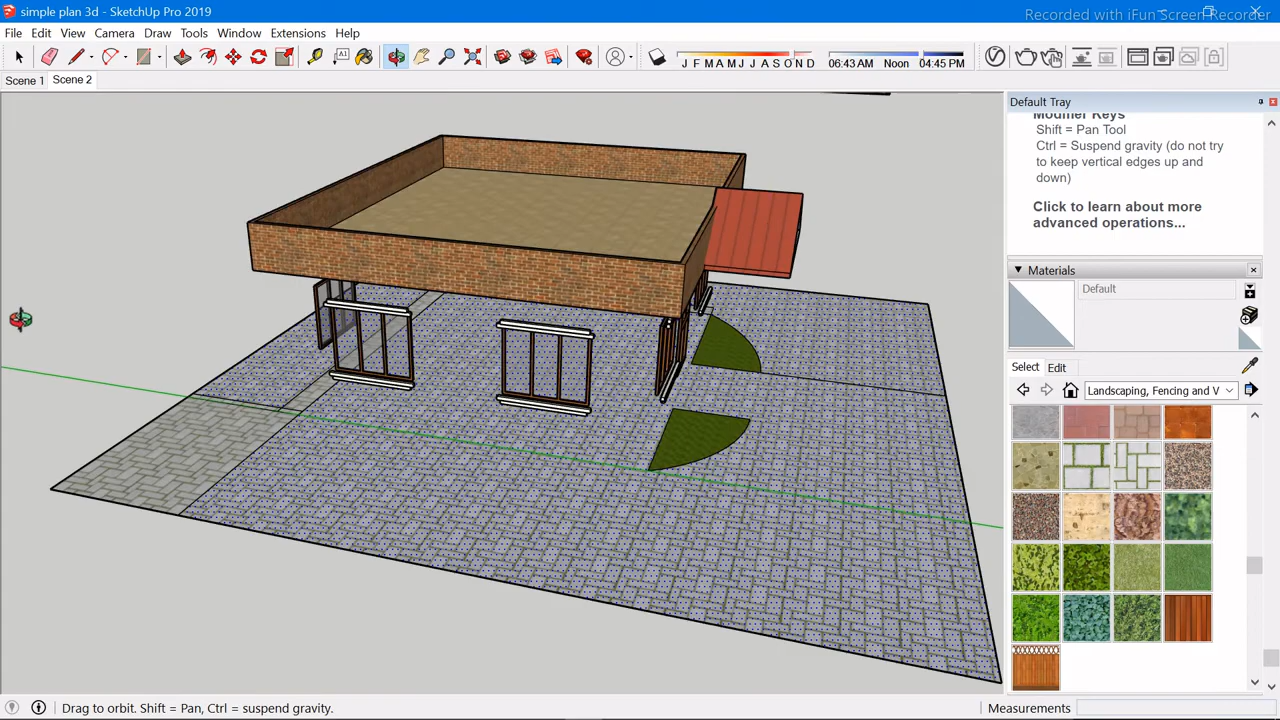 simple plan 3d - SketchUp Pro 2019
Recorded with iFun Screen Recorder
File Edit View Camera Draw Tools Window Extensions Help
J F M A M J J A S O N D
06:43 AM Noon 04:45 PM
Scene 1 Scene 2
Default Tray
Modifier Keys
Shift = Pan Tool
Ctrl = Suspend gravity (do not try
to keep vertical edges up and
down)
Click to learn about more
advanced operations...
Materials
Default
Select Edit
Landscaping, Fencing and V
Drag to orbit. Shift = Pan, Ctrl = suspend gravity.
Measurements